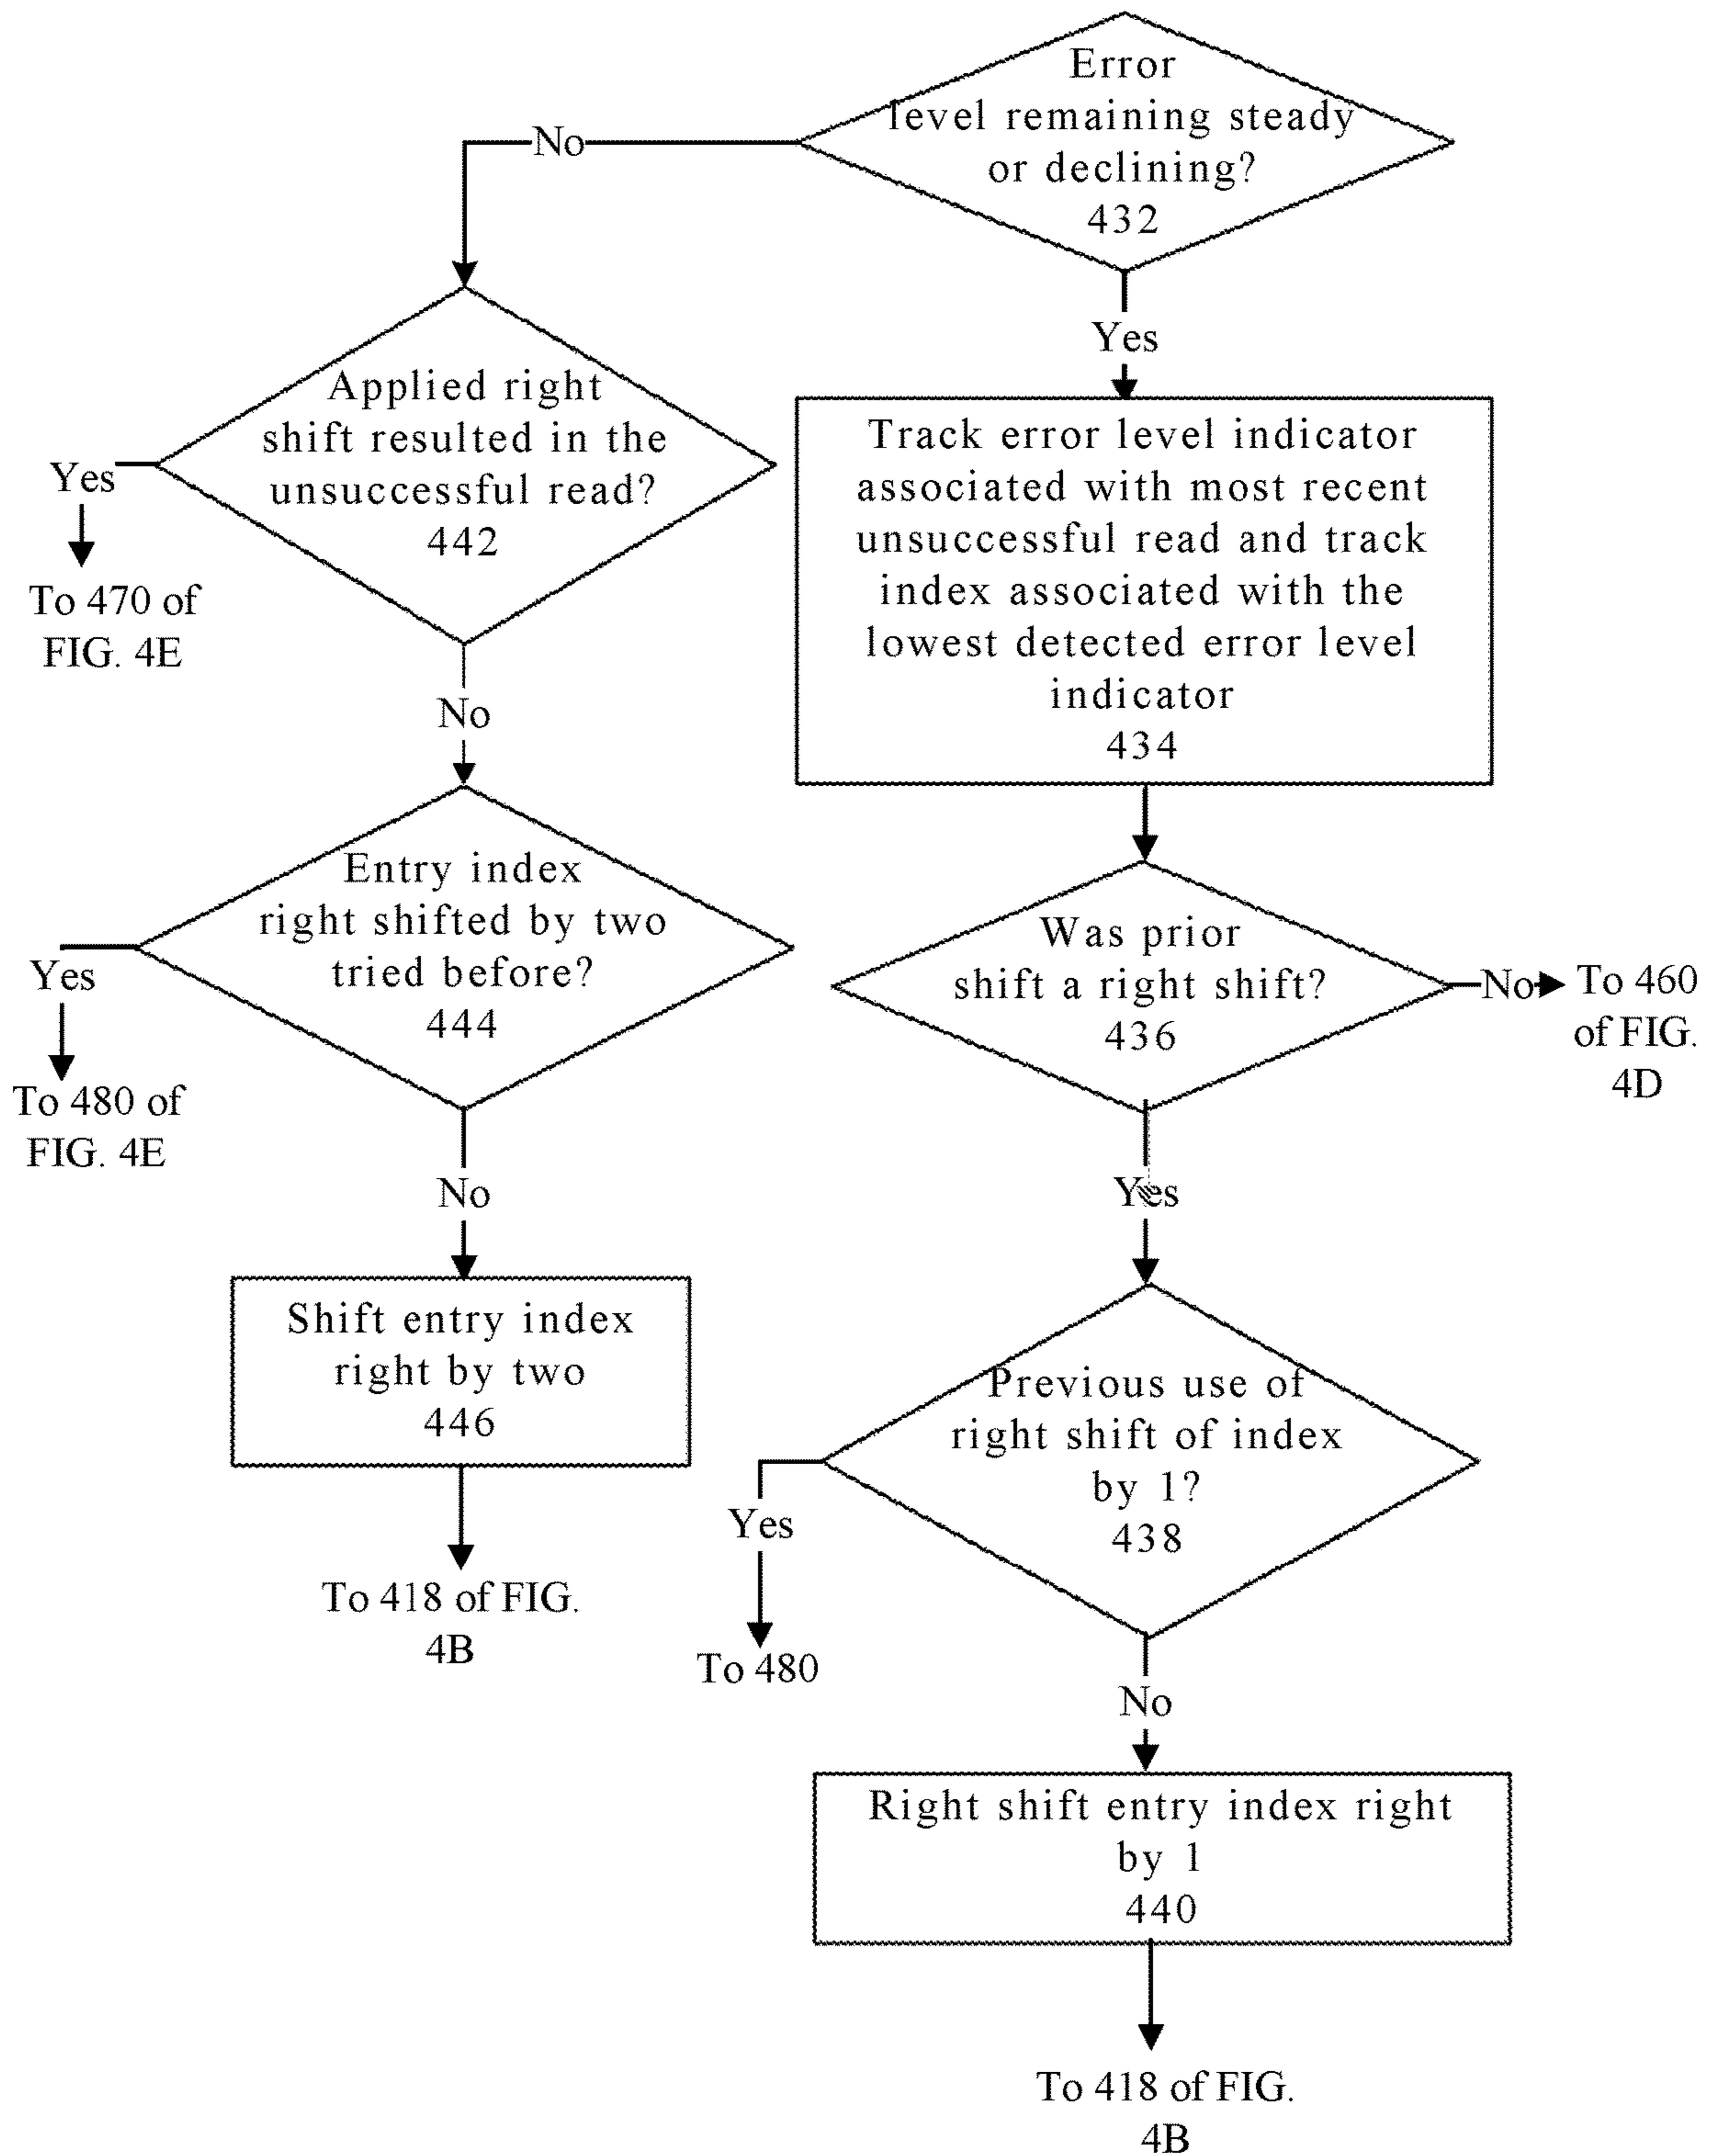 Error
level remaining steady
or declining?
432
No
Yes
Applied right
shift resulted in the
unsuccessful read?
442
Yes
To 470 of
FIG. 4E
No
Track error level indicator
associated with most recent
unsuccessful read and track
index associated with the
lowest detected error level
indicator
434
Entry index
right shifted by two
tried before?
444
Yes
To 480 of
FIG. 4E
No
Was prior
shift a right shift?
436
No
To 460
of FIG.
4D
Yes
Shift entry index
right by two
446
To 418 of FIG.
4B
Previous use of
right shift of index
by 1?
438
Yes
To 480
No
Right shift entry index right
by 1
440
To 418 of FIG.
4B